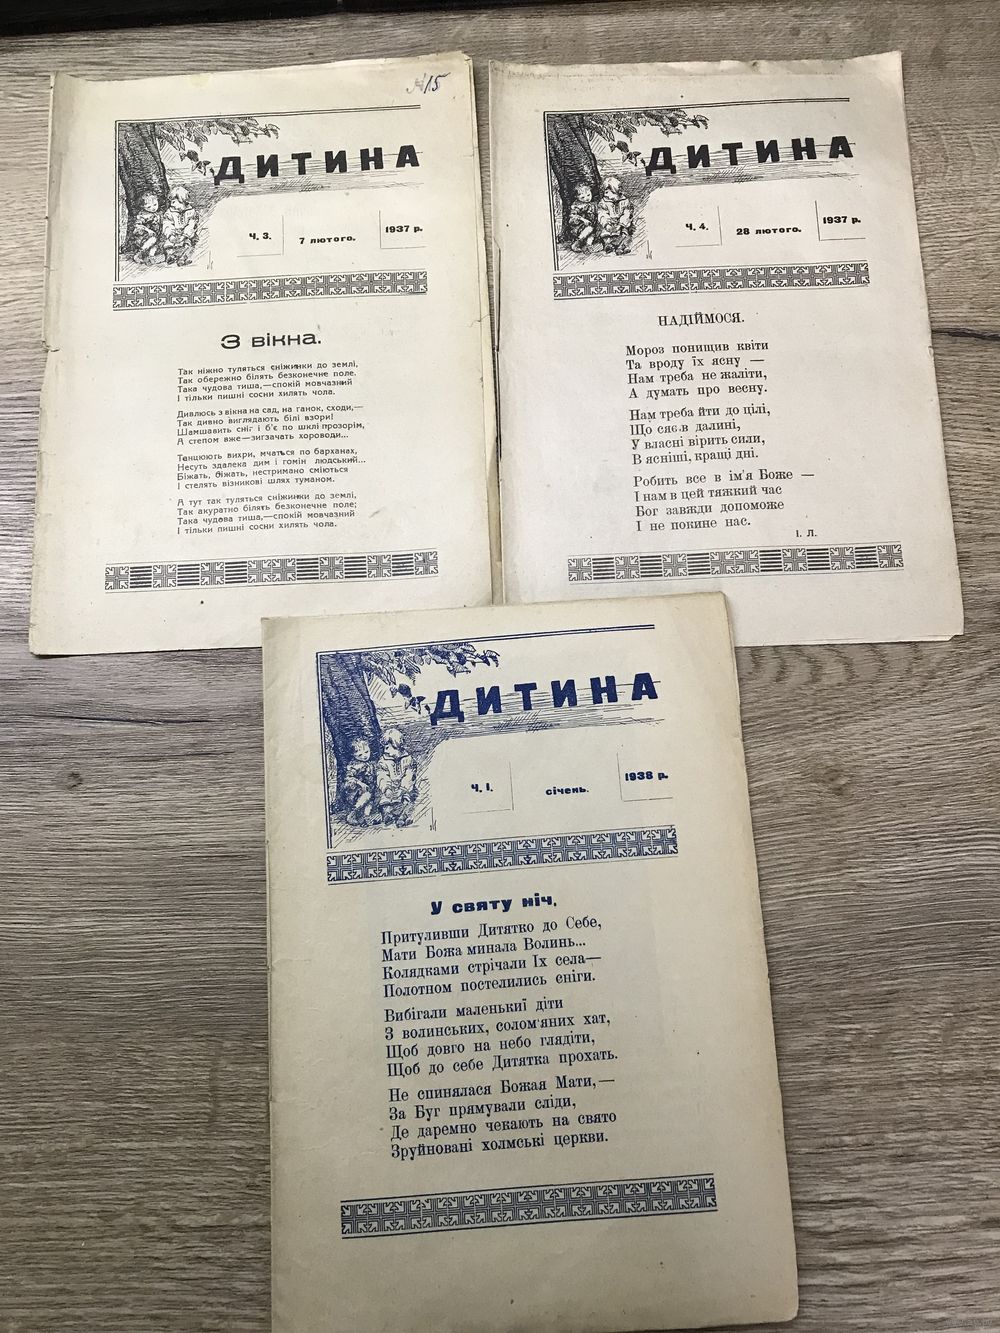 №15
ДИТИНА
Ч. 3.
7 лютого.
1937 р.
З вікна.
Так ніжно туляться сніжинки до землі,
Так обережно білять безконечне поле.
Така чудова тиша,—спокій мовчазний
І тільки пишні сосни хилять чола.
Дивлюсь з вікна на сад, на ганок, сходи,—
Так дивно виглядають білі взори!
Шамшавить сніг і б'є по шклі прозорім,
А степом вже—зигзачать хороводи...
Танцюють вихри, мчаться по барханах,
Несуть здалека дим і гомін людський...
Біжать, біжать, нестримано сміються
І стелять візникові шлях туманом.
А тут так туляться сніжинки до землі,
Так акуратно білять безконечне поле;
Така чудова тиша,—спокій мовчазний
І тільки пишні сосни хилять чола.
ДИТИНА
Ч. 4.
28 лютого.
1937 р.
НАДІЙМОСЯ.
Мороз понищив квіти
Та вроду їх ясну —
Нам треба не жаліти,
А думать про весну.
Нам треба йти до цілі,
Що сяє.в далині,
У власні вірить сили,
В ясніші, кращі дні.
Робить все в ім'я Боже —
І нам в цей тяжкий час
Бог завжди допоможе
І не покине нас.
І. Л.
ДИТИНА
Ч. І.
січень.
1938 р.
У святу ніч.
Притуливши Дитятко до Себе,
Мати Божа минала Волинь...
Колядками стрічали Їх села—
Полотном постелились сніги.
Вибігали маленькиї діти
З волинських, солом'яних хат,
Щоб довго на небо глядіти,
Щоб до себе Дитятка прохать.
Не спинялася Божая Мати,—
За Буг прямували сліди,
Де даремно чекають на свято
Зруйновані холмські церкви.